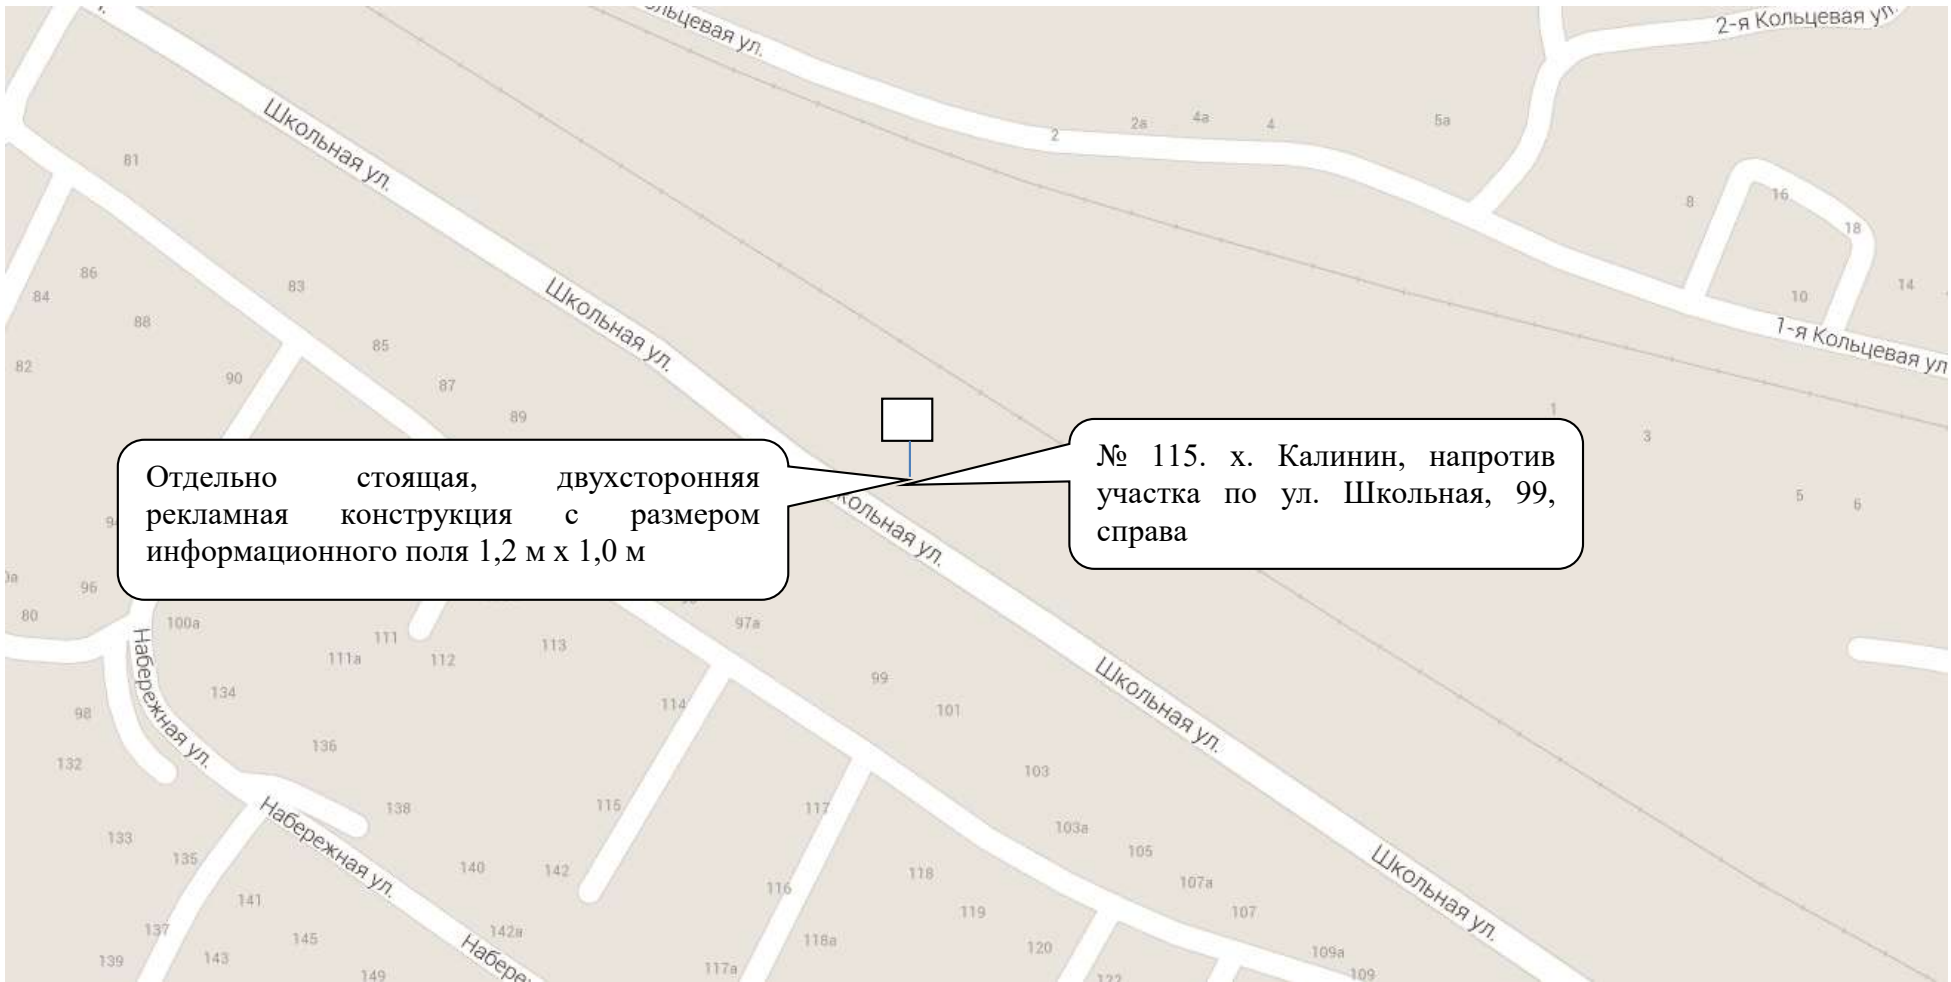 ольцевая ул.
2-я Кольцевая ул.
Школьная ул.
2
2а
4а
4
5а
81
8
16
18
86
84
83
88
10
14
Школьная ул.
1-я Кольцевая ул
85
82
90
87
89
1
3
Отдельно стоящая, двухсторонняя
рекламная конструкция с размером
информационного поля 1,2 м х 1,0 м
№ 115. х. Калинин, напротив
участка по ул. Школьная, 99,
справа
5
6
кольная ул.
96
80
100а
97а
111
111а
112
113
Набережная ул.
134
114
99
101
Школьная ул.
98
136
132
103
138
115
117
103а
133
135
Набережная ул.
140
142
105
Школьная ул.
118
107а
116
141
119
107
137
142а
145
118а
120
109а
139
143
149
Набереж
117а
109